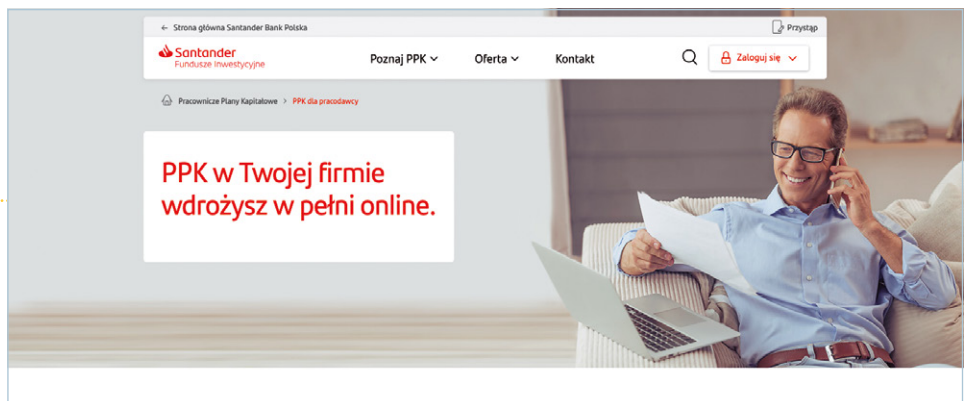 ← Strona główna Santander Bank Polska
Przystąp
Santander
Fundusze Inwestycyjne
Poznaj PPK
Oferta
Kontakt
Zaloguj się
Pracownicze Plany Kapitałowe > PPK dla pracodawcy
PPK w Twojej firmie
wdrożysz w pełni online.